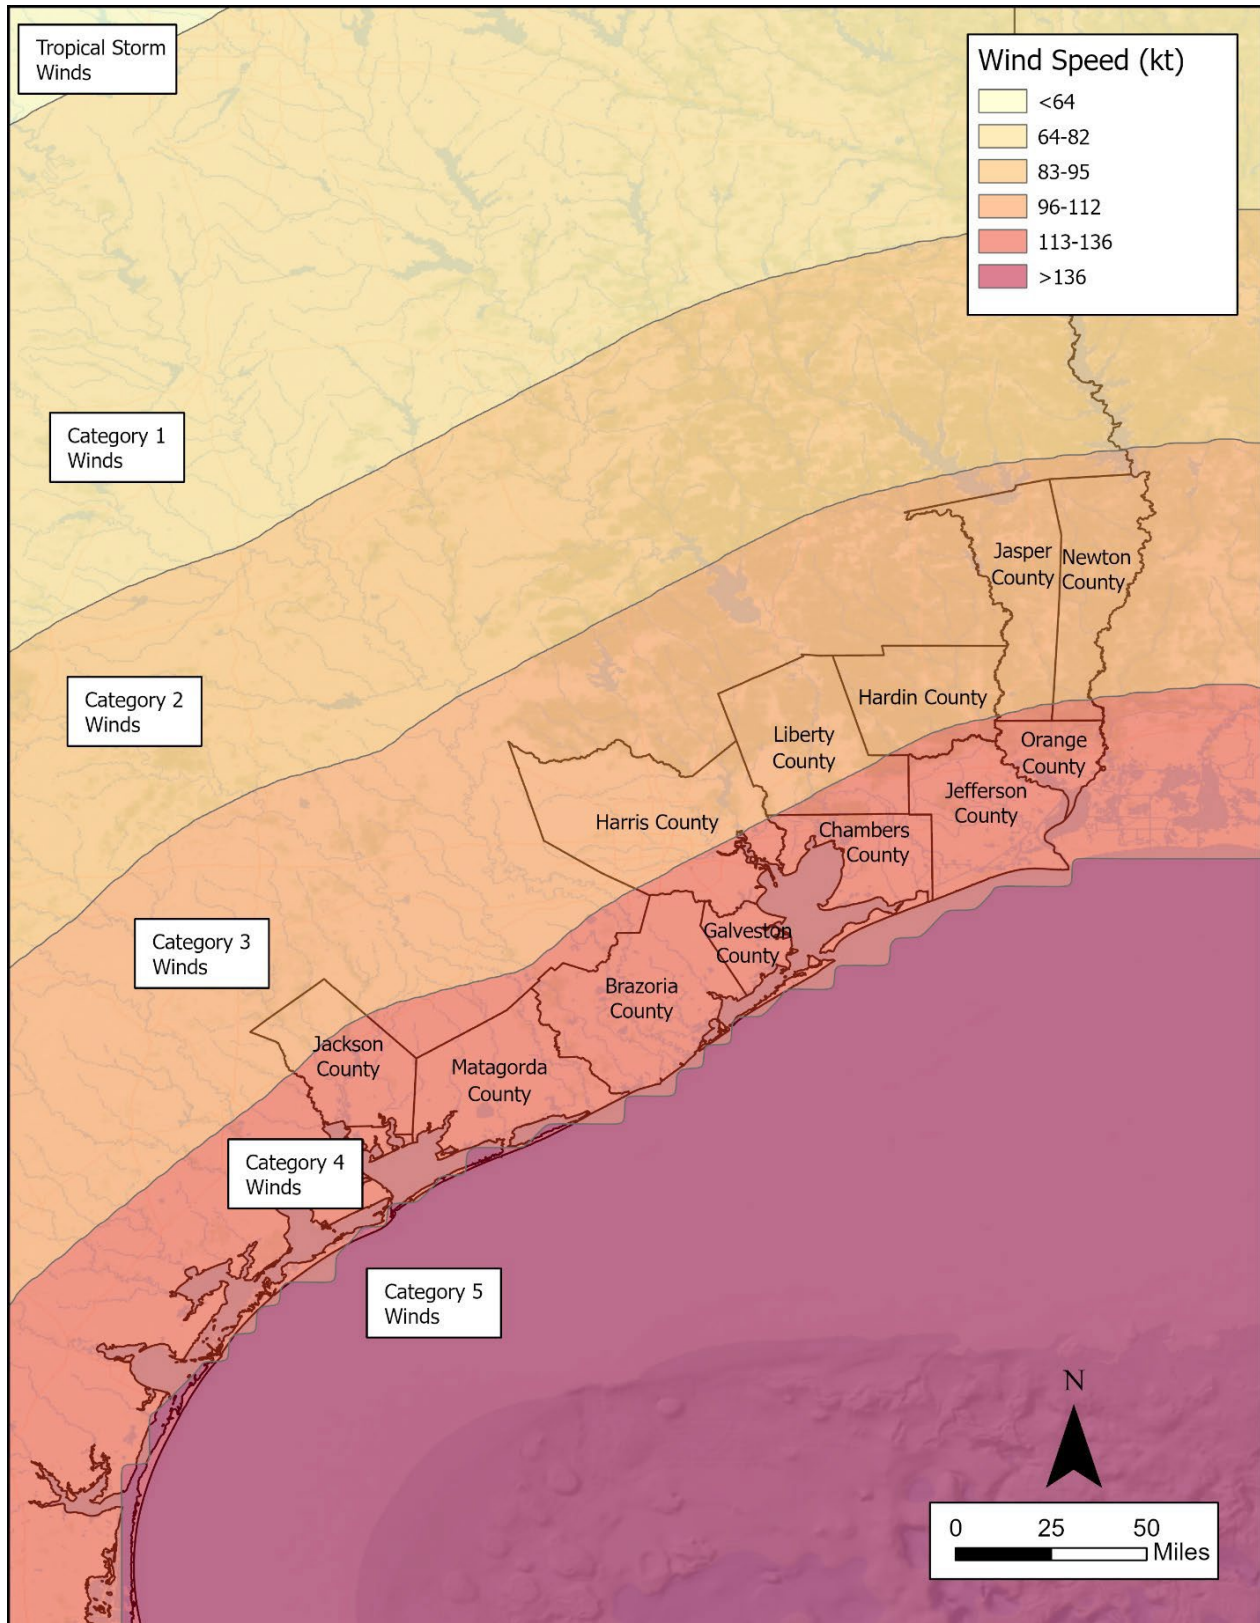 Tropical Storm
Winds
Wind Speed (kt)
<64
64-82
83-95
96-112
113-136
>136
Category 1
Winds
Category 2
Winds
Jasper
County
Newton
County
Hardin County
Liberty
County
Orange
County
Jefferson
County
Harris County
Chambers
County
Category 3
Winds
Galveston
County
Brazoria
County
Jackson
County
Matagorda
County
Category 4
Winds
Category 5
Winds
N
0 25 50
Miles